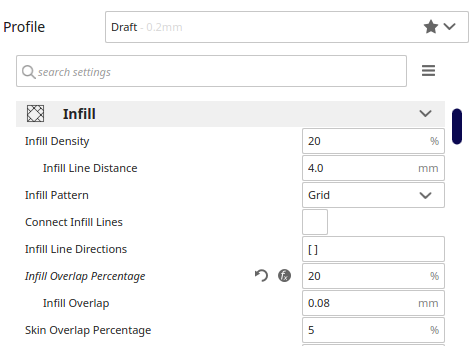 Profile
Draft - 0.2mm
search settings
Infill
Infill Density 20 %
Infill Line Distance 4.0 mm
Infill Pattern Grid
Connect Infill Lines
Infill Line Directions [ ]
Infill Overlap Percentage fx 20 %
Infill Overlap 0.08 mm
Skin Overlap Percentage 5 %